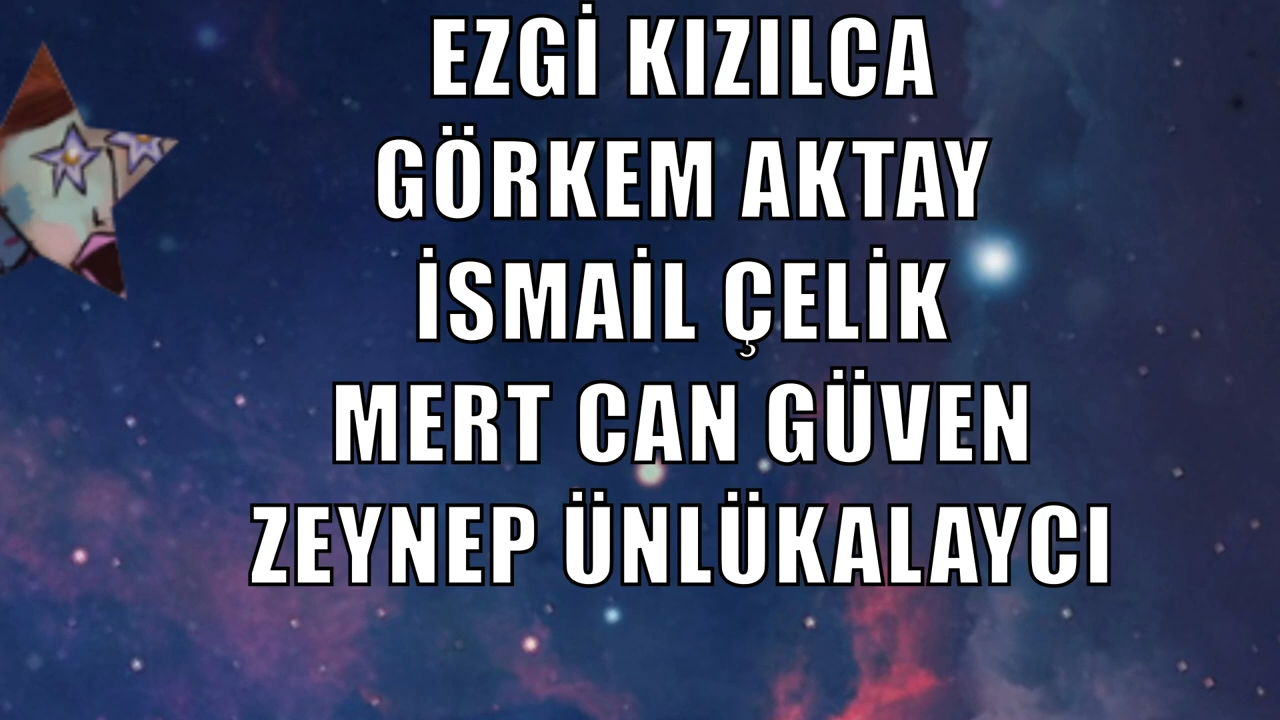 EZGİ KIZILCA
GÖRKEM AKTAY
İSMAİL ÇELİK
MERT CAN GÜVEN
ZEYNEP ÜNLÜKALAYCI